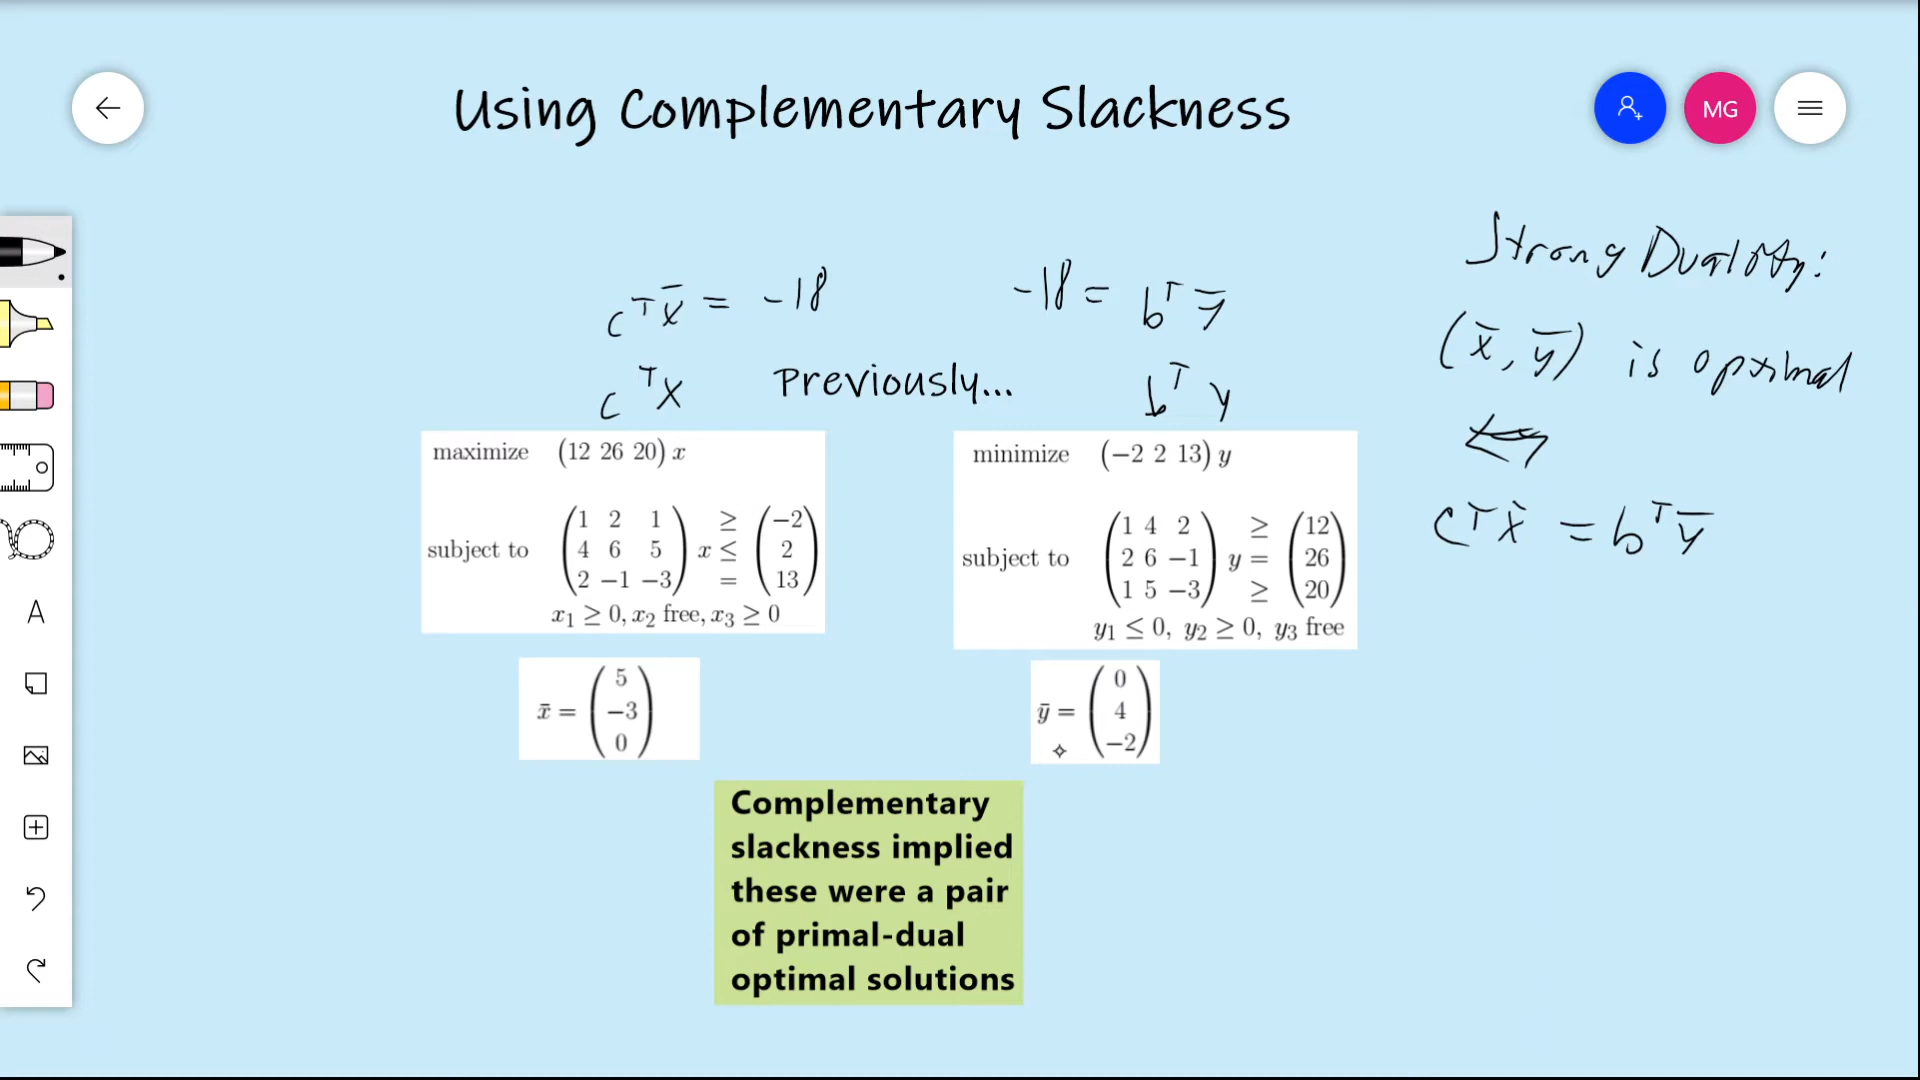 Using Complementary Slackness
MG
Strong Duality:
(x̄, ȳ) is optimal
⟺
cᵀx̄ = bᵀȳ
cᵀx̄ = -18
-18 = bᵀȳ
Previously...
cᵀx
bᵀy
maximize (12 26 20) x
subject to
(1 2 1) ≥ (−2)
(4 6 5) x ≤ (2)
(2 −1 −3) = (13)
x₁ ≥ 0, x₂ free, x₃ ≥ 0
x̄ = (5 −3 0)
minimize (−2 2 13) y
subject to
(1 4 2) ≥ (12)
(2 6 −1) y = (26)
(1 5 −3) ≥ (20)
y₁ ≤ 0, y₂ ≥ 0, y₃ free
ȳ = (0 4 −2)
Complementary
slackness implied
these were a pair
of primal-dual
optimal solutions
A